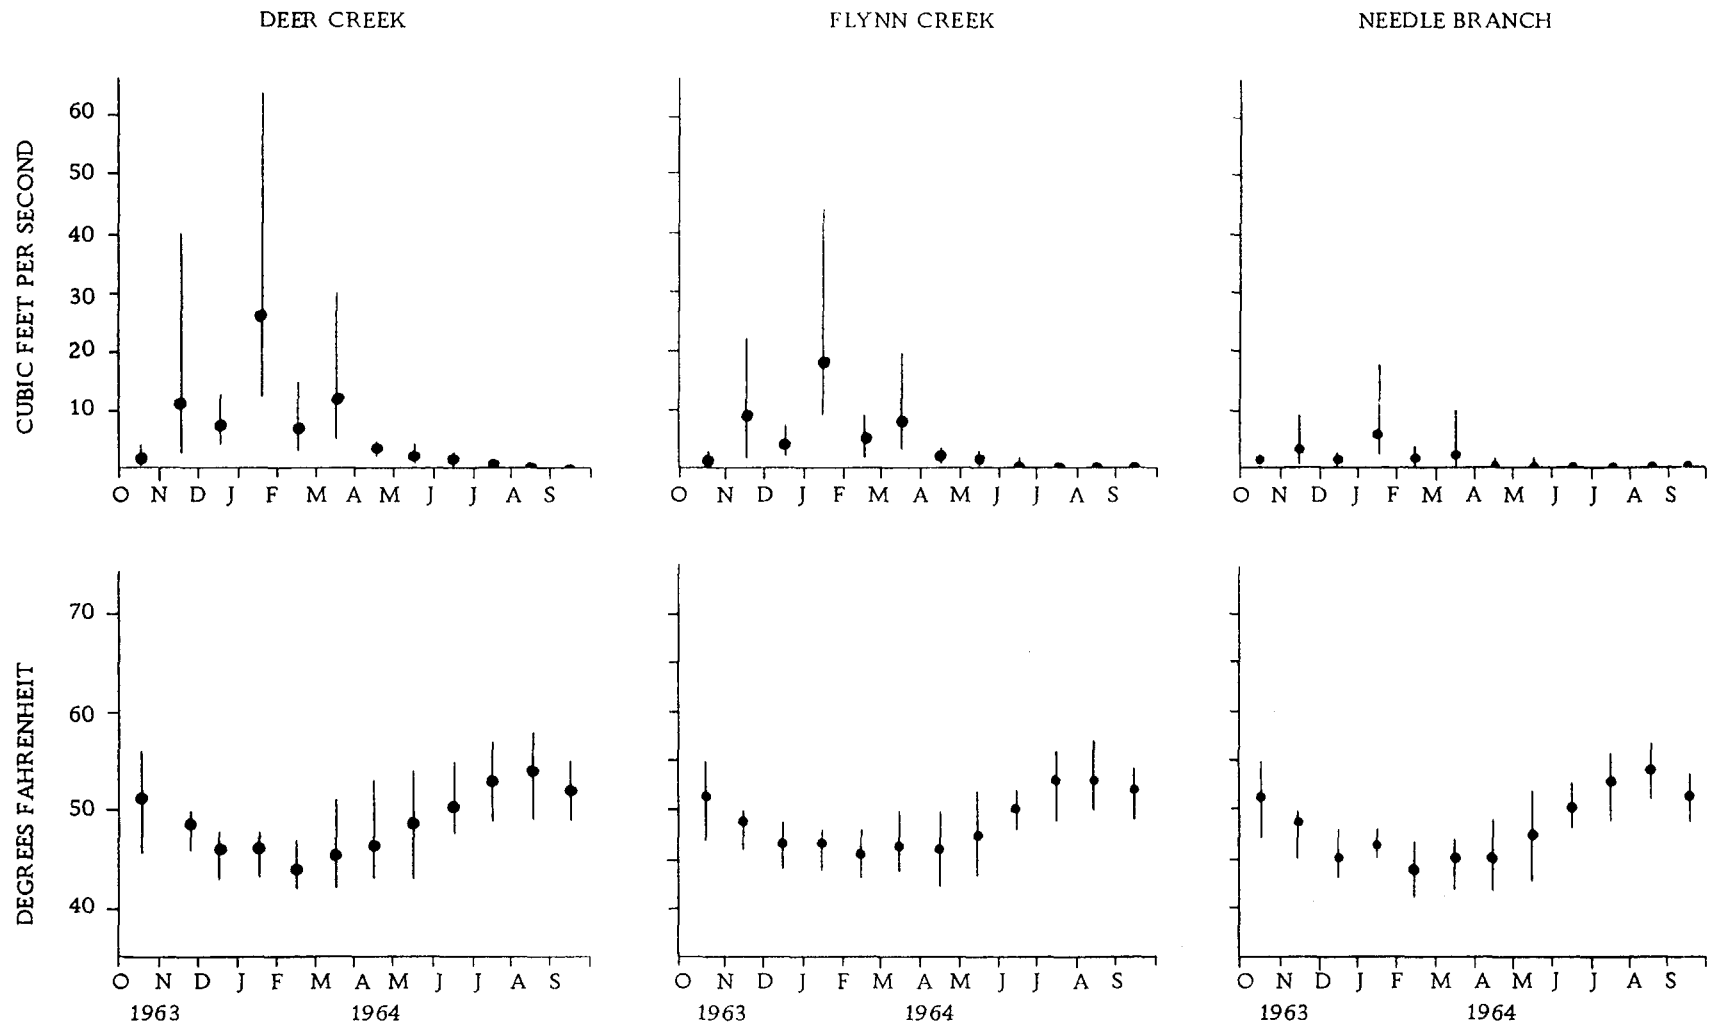 DEER CREEK FLYNN CREEK NEEDLE BRANCH
CUBIC FEET PER SECOND
60
50
40
30
20
10
O N D J F M A M J J A S
O N D J F M A M J J A S
O N D J F M A M J J A S
DEGREES FAHRENHEIT
70
60
50
40
O N D J F M A M J J A S
O N D J F M A M J J A S
O N D J F M A M J J A S
1963 1964 1963 1964 1963 1964